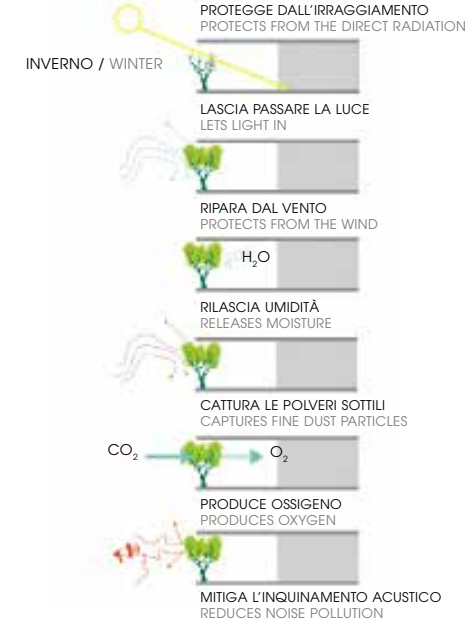 PROTEGGE DALL'IRRAGGIAMENTO
PROTECTS FROM THE DIRECT RADIATION
INVERNO / WINTER
LASCIA PASSARE LA LUCE
LETS LIGHT IN
RIPARA DAL VENTO
PROTECTS FROM THE WIND
H₂O
RILASCIA UMIDITÀ
RELEASES MOISTURE
CATTURA LE POLVERI SOTTILI
CAPTURES FINE DUST PARTICLES
CO₂ O₂
PRODUCE OSSIGENO
PRODUCES OXYGEN
MITIGA L'INQUINAMENTO ACUSTICO
REDUCES NOISE POLLUTION